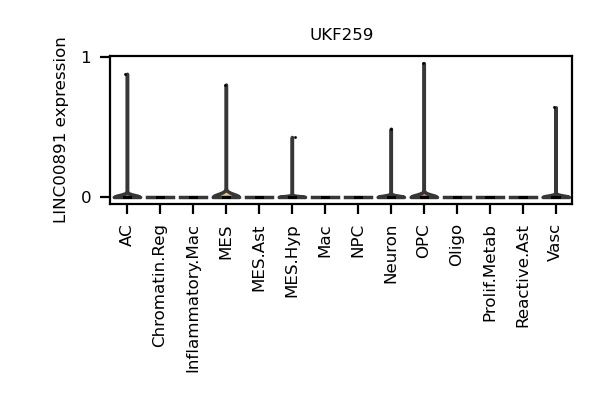 UKF259
LINC00891 expression
1
0
AC
Chromatin.Reg
Inflammatory.Mac
MES
MES.Ast
MES.Hyp
Mac
NPC
Neuron
OPC
Oligo
Prolif.Metab
Reactive.Ast
Vasc